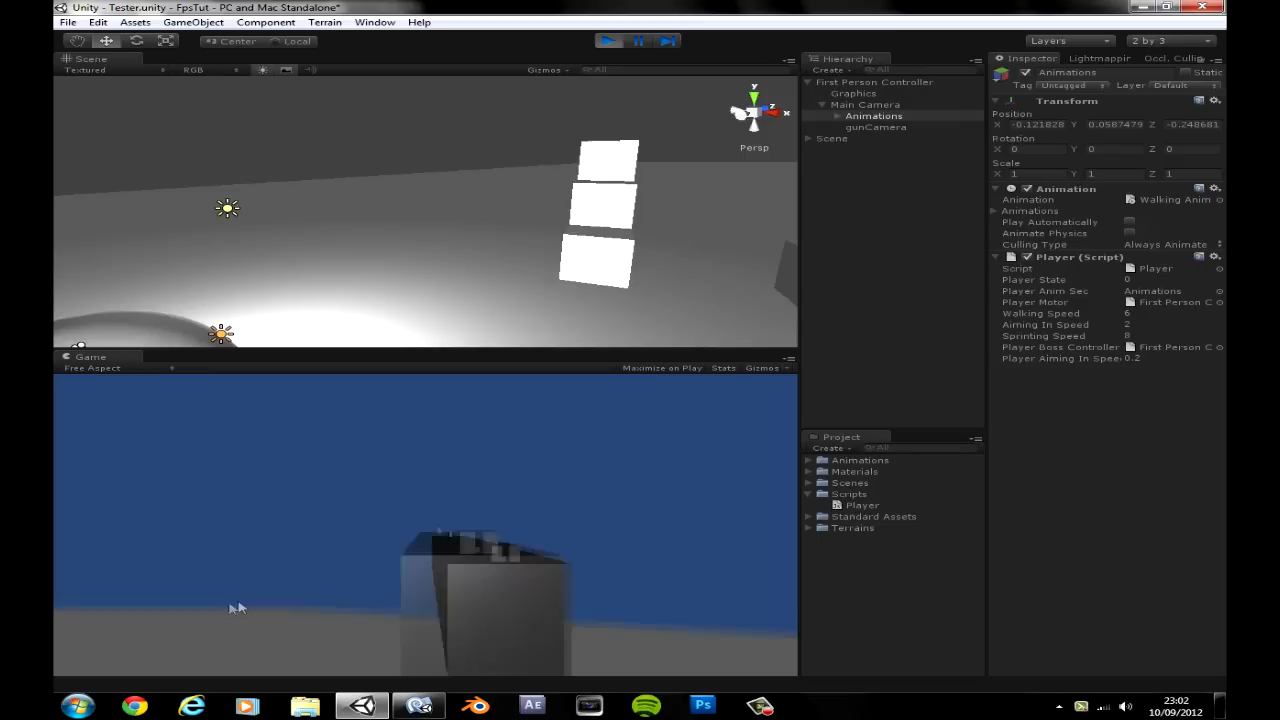 Unity - Tester.unity - FpsTut - PC and Mac Standalone*
File Edit Assets GameObject Component Terrain Window Help
Center Local
Layers 2 by 3
Scene
Textured RGB Gizmos All
y
x
z
Persp
Game
Free Aspect Maximize on Play Stats Gizmos
Hierarchy
Create All
First Person Controller
Graphics
Main Camera
Animations
gunCamera
Scene
Project
Create All
Animations
Materials
Scenes
Scripts
Player
Standard Assets
Terrains
Inspector Lightmappir Occl. Cullin
Animations Static
Tag Untagged Layer Default
Transform
Position
X -0.121828 Y 0.0587479 Z -0.248681
Rotation
X 0 Y 0 Z 0
Scale
X 1 Y 1 Z 1
Animation
Animation Walking Anim
Animations
Play Automatically
Animate Physics
Culling Type Always Animate
Player (Script)
Script Player
Player State 0
Player Anim Sec Animations
Player Motor First Person C
Walking Speed 6
Aiming In Speed 2
Sprinting Speed 8
Player Boss Controller First Person C
Player Aiming In Speed 0.2
Ae
Ps
23:02
10/09/2012